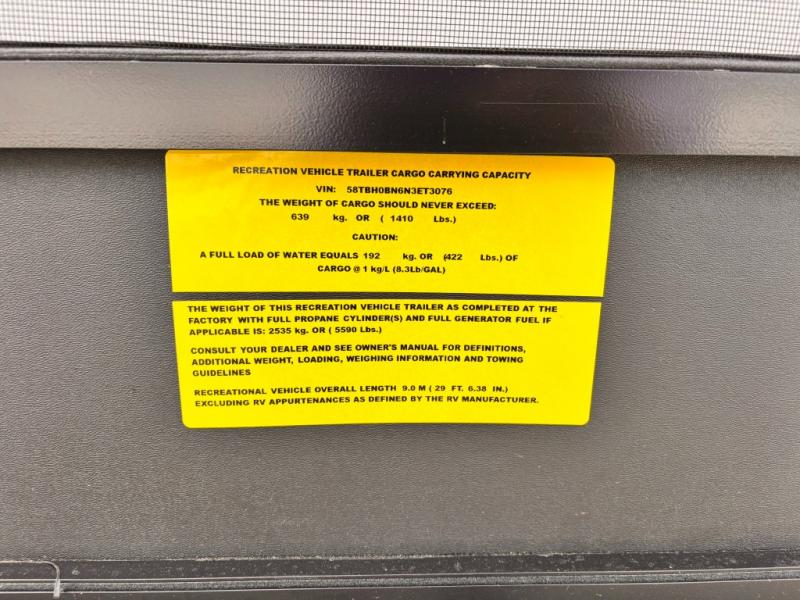 RECREATION VEHICLE TRAILER CARGO CARRYING CAPACITY
VIN: 58TBH0BN6N3ET3076
THE WEIGHT OF CARGO SHOULD NEVER EXCEED:
639 kg. OR ( 1410 Lbs.)
CAUTION:
A FULL LOAD OF WATER EQUALS 192 kg. OR (422 Lbs.) OF
CARGO @ 1 kg/L (8.3Lb/GAL)
THE WEIGHT OF THIS RECREATION VEHICLE TRAILER AS COMPLETED AT THE
FACTORY WITH FULL PROPANE CYLINDER(S) AND FULL GENERATOR FUEL IF
APPLICABLE IS: 2535 kg. OR ( 5590 Lbs.)
CONSULT YOUR DEALER AND SEE OWNER'S MANUAL FOR DEFINITIONS,
ADDITIONAL WEIGHT, LOADING, WEIGHING INFORMATION AND TOWING
GUIDELINES
RECREATIONAL VEHICLE OVERALL LENGTH 9.0 M ( 29 FT. 6.38 IN.)
EXCLUDING RV APPURTENANCES AS DEFINED BY THE RV MANUFACTURER.